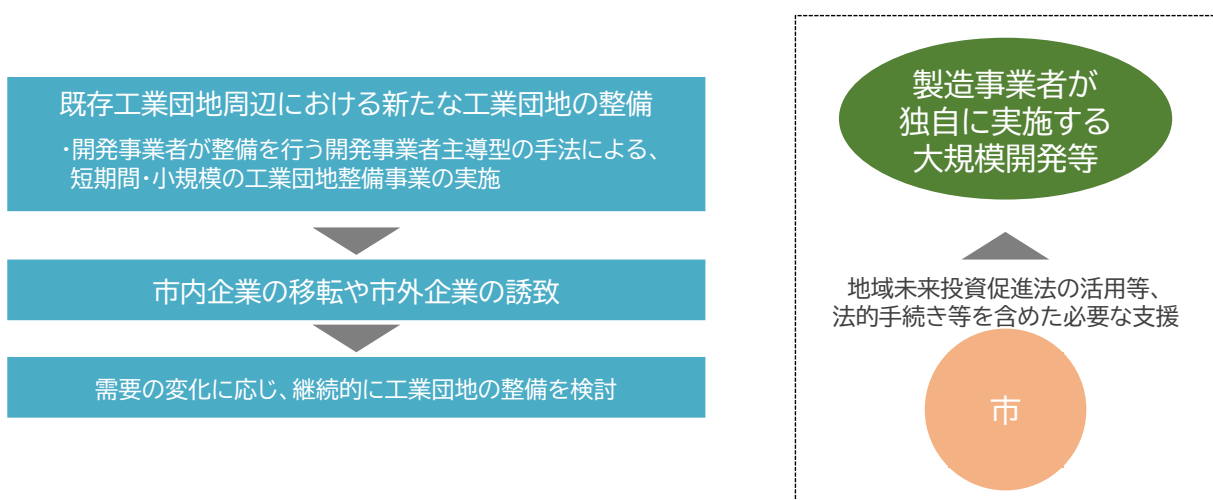 既存工業団地周辺における新たな工業団地の整備
・開発事業者が整備を行う開発事業者主導型の手法による、
短期間・小規模の工業団地整備事業の実施
市内企業の移転や市外企業の誘致
需要の変化に応じ、継続的に工業団地の整備を検討
製造事業者が
独自に実施する
大規模開発等
地域未来投資促進法の活用等、
法的手続き等を含めた必要な支援
市